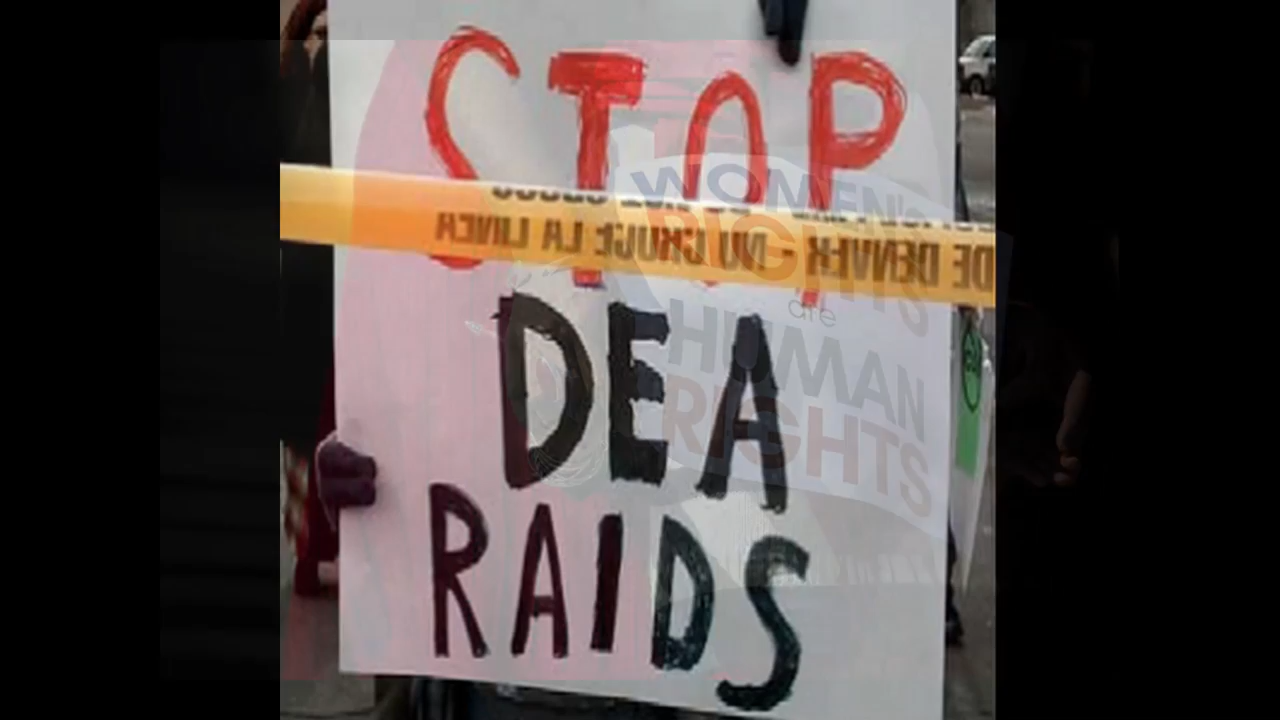 STOP
DE DENVER - NO CRUCE LA LINEA
DEA
RAIDS
WOMEN'S
RIGHTS
are
HUMAN
RIGHTS